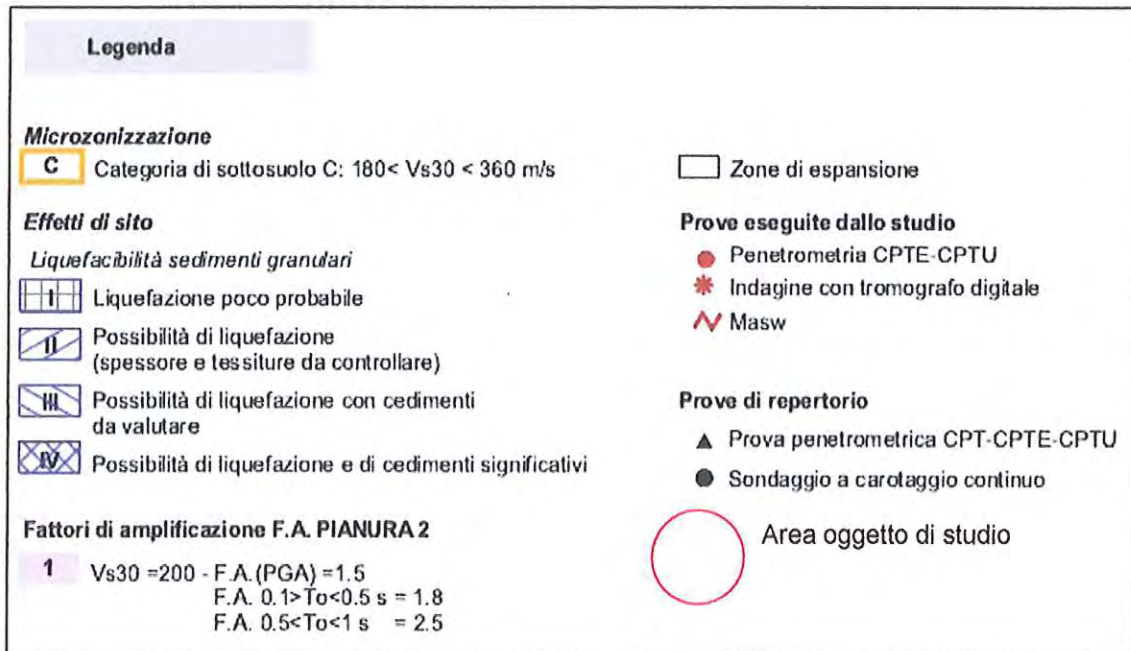 Legenda
Microzonizzazione
C Categoria di sottosuolo C: 180< Vs30 < 360 m/s
Effetti di sito
Liquefacibilità sedimenti granulari
I Liquefazione poco probabile
II Possibilità di liquefazione
(spessore e tessiture da controllare)
III Possibilità di liquefazione con cedimenti
da valutare
IV Possibilità di liquefazione e di cedimenti significativi
Fattori di amplificazione F.A. PIANURA 2
1 Vs30 =200 - F.A.(PGA) =1.5
F.A. 0.1>To<0.5 s = 1.8
F.A. 0.5<To<1 s = 2.5
Zone di espansione
Prove eseguite dallo studio
Penetrometria CPTE-CPTU
Indagine con tromografo digitale
Masw
Prove di repertorio
Prova penetrometrica CPT-CPTE-CPTU
Sondaggio a carotaggio continuo
Area oggetto di studio